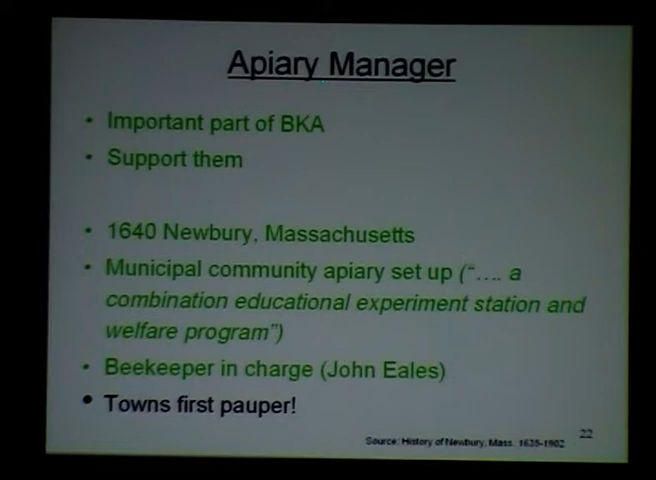 Apiary Manager
• Important part of BKA
• Support them
• 1640 Newbury, Massachusetts
• Municipal community apiary set up (“.... a
combination educational experiment station and
welfare program”)
• Beekeeper in charge (John Eales)
• Towns first pauper!
Source: History of Newbury, Mass. 1635-1902
22